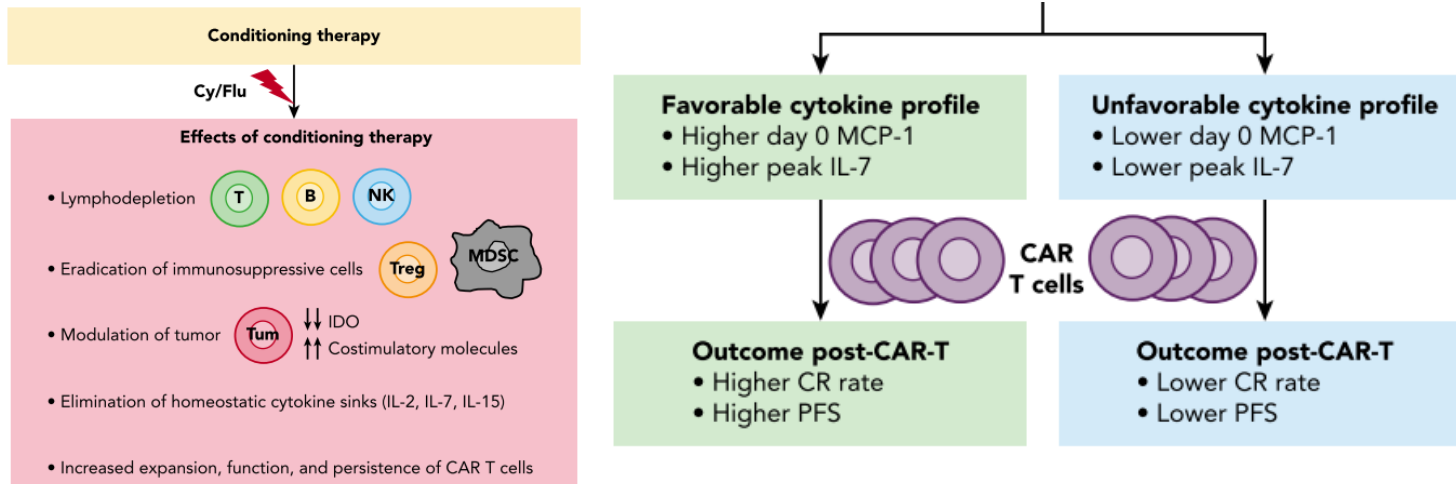 Conditioning therapy
Cy/Flu
Effects of conditioning therapy
• Lymphodepletion T B NK
• Eradication of immunosuppressive cells Treg MDSC
• Modulation of tumor Tum ↓↓ IDO
↑↑ Costimulatory molecules
• Elimination of homeostatic cytokine sinks (IL-2, IL-7, IL-15)
• Increased expansion, function, and persistence of CAR T cells
Favorable cytokine profile
• Higher day 0 MCP-1
• Higher peak IL-7
Unfavorable cytokine profile
• Lower day 0 MCP-1
• Lower peak IL-7
CAR
T cells
Outcome post-CAR-T
• Higher CR rate
• Higher PFS
Outcome post-CAR-T
• Lower CR rate
• Lower PFS